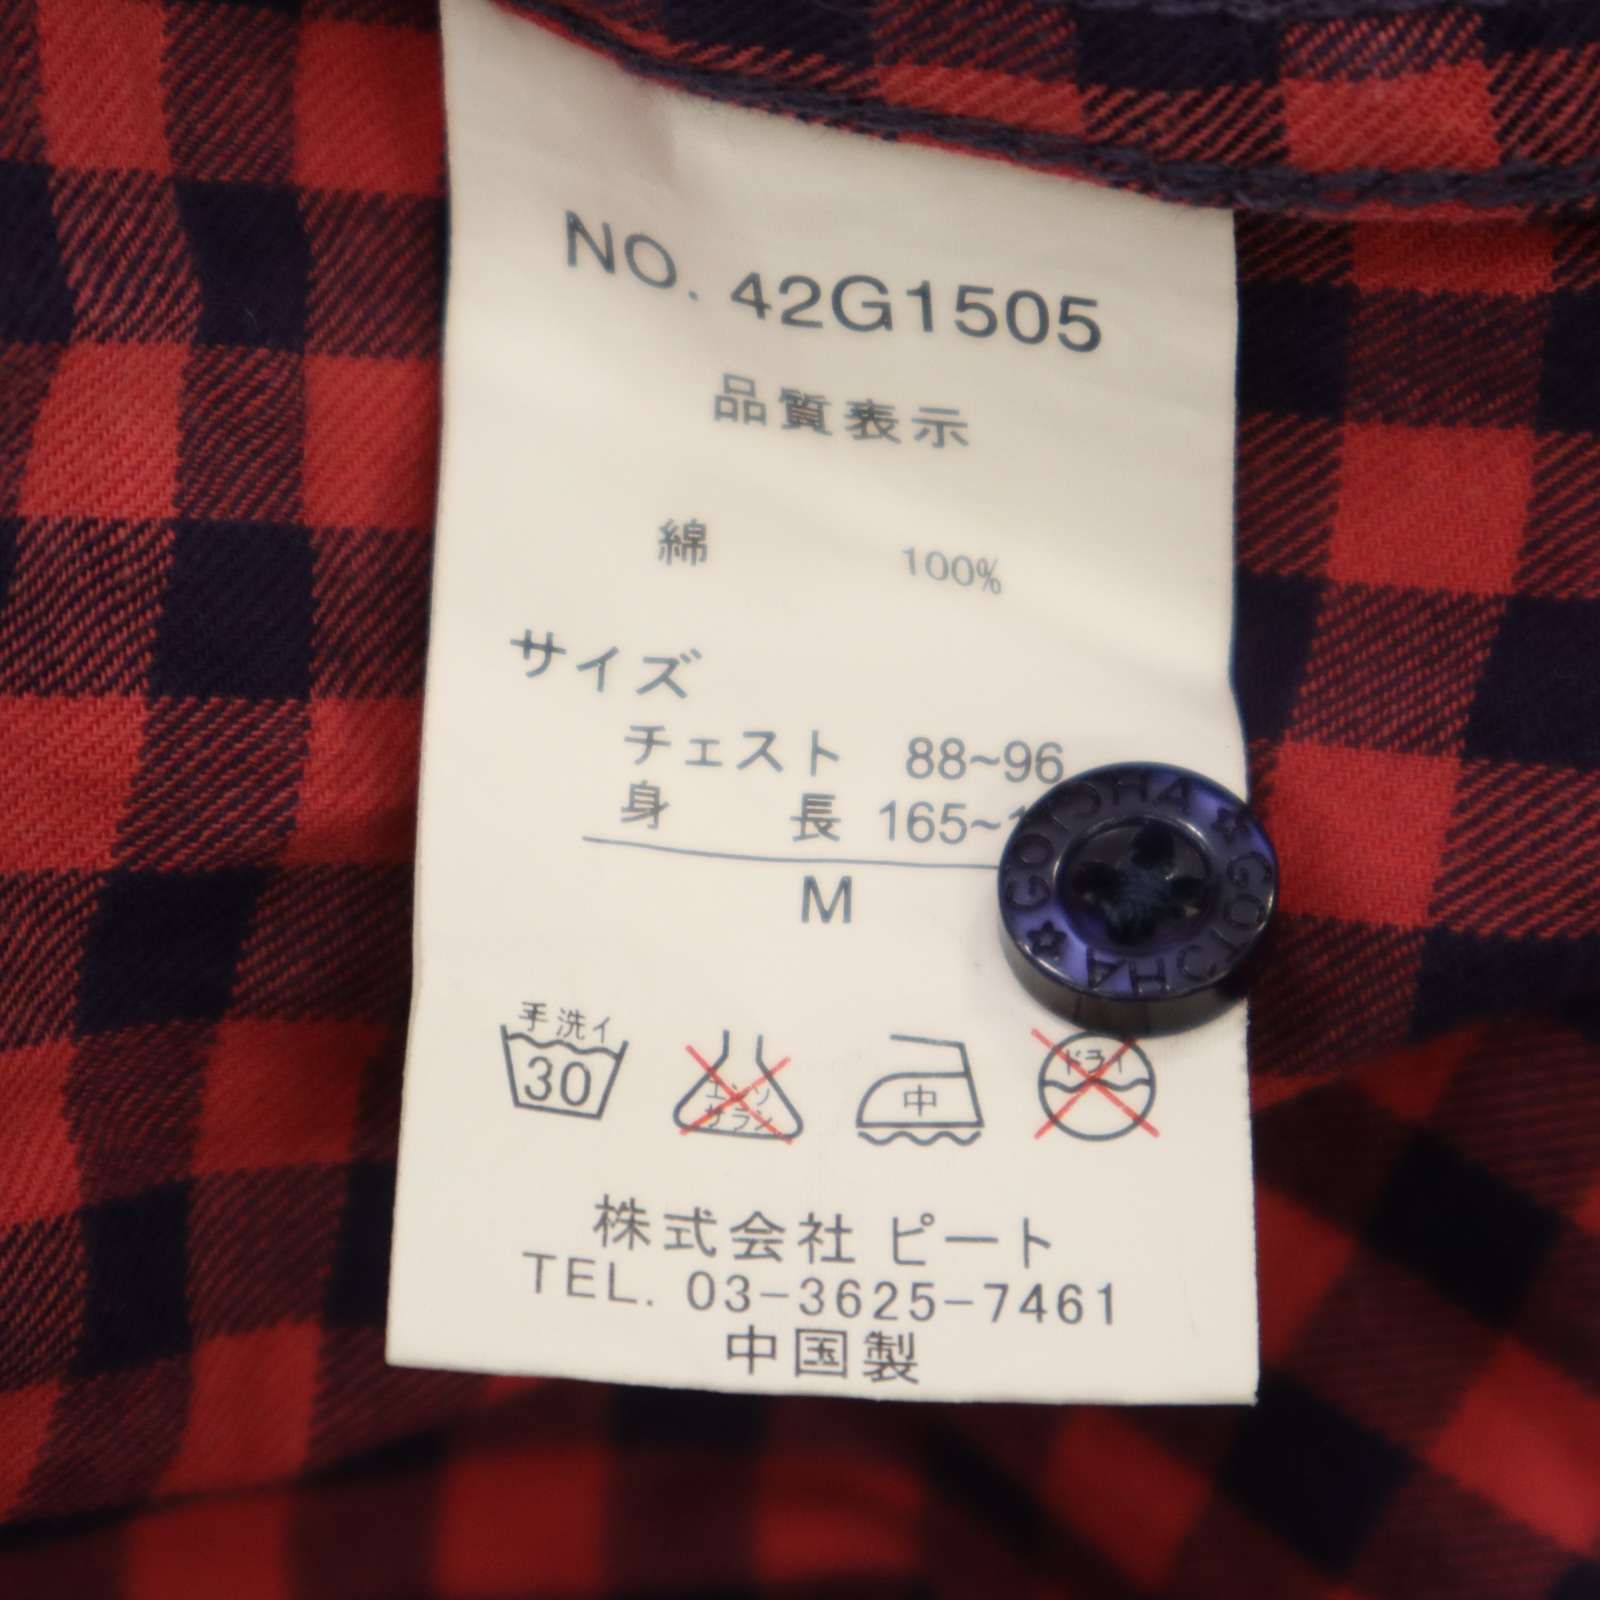 NO. 42G1505
品質表示
綿 100%
サイズ
チェスト 88~96
身 長 165~
M
手洗イ
30
エンソ
サラシ
中
ドライ
株式会社 ピート
TEL. 03-3625-7461
中国製
GOTCHA ☆ GOTCHA ☆